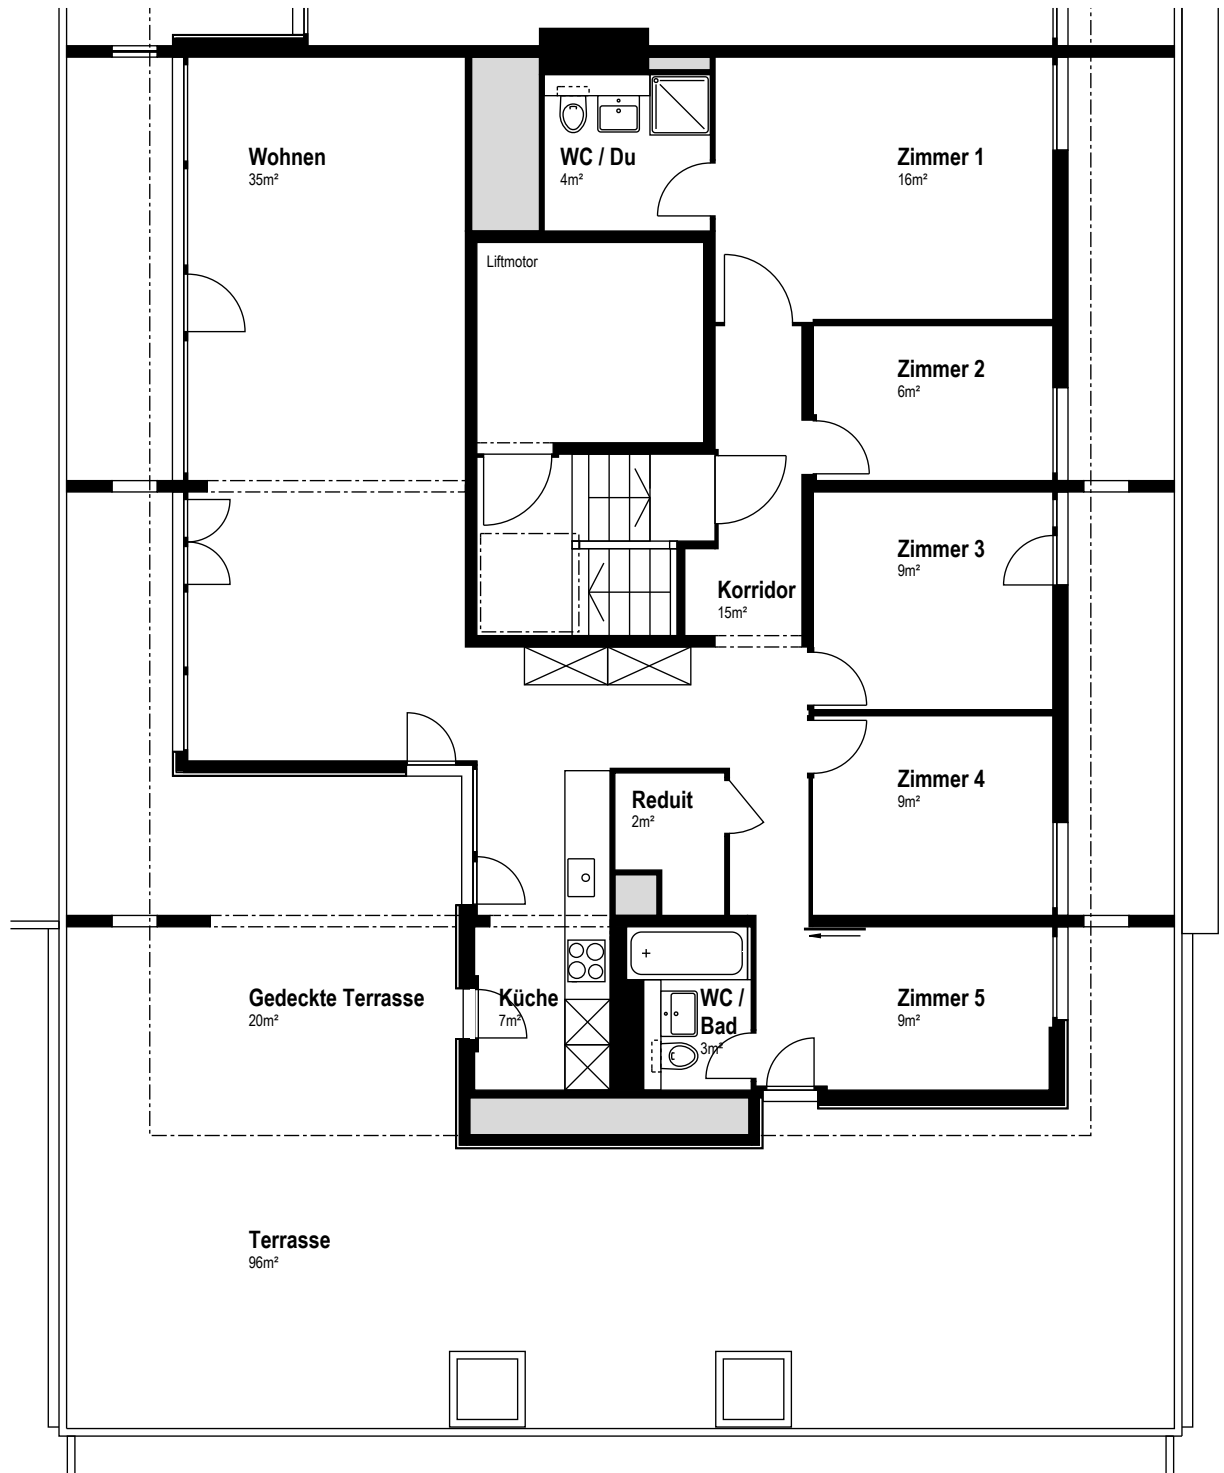 Wohnen
35m²
WC / Du
4m²
Zimmer 1
16m²
Liftmotor
Zimmer 2
6m²
Zimmer 3
9m²
Korridor
15m²
Zimmer 4
9m²
Reduit
2m²
Gedeckte Terrasse
20m²
Küche
7m²
WC /
Bad
3m²
Zimmer 5
9m²
Terrasse
96m²